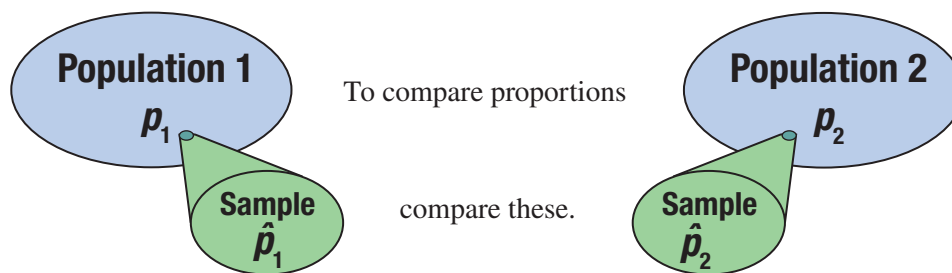 Population 1
p₁
To compare proportions
Population 2
p₂
Sample
p̂₁
compare these.
Sample
p̂₂